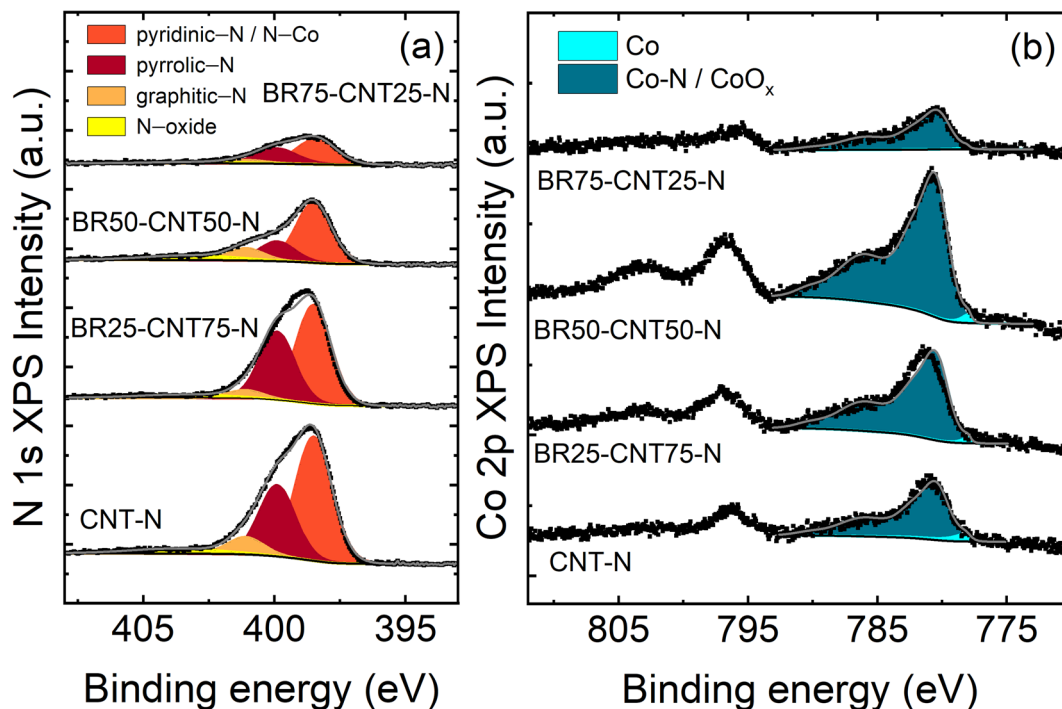 N 1s XPS Intensity (a.u.)
(a)
pyridinic–N / N–Co
pyrrolic–N
graphitic–N
N–oxide
BR75-CNT25-N
BR50-CNT50-N
BR25-CNT75-N
CNT-N
405
400
395
Binding energy (eV)
Co 2p XPS Intensity (a.u.)
(b)
Co
Co-N / CoOₓ
BR75-CNT25-N
BR50-CNT50-N
BR25-CNT75-N
CNT-N
805
795
785
775
Binding energy (eV)